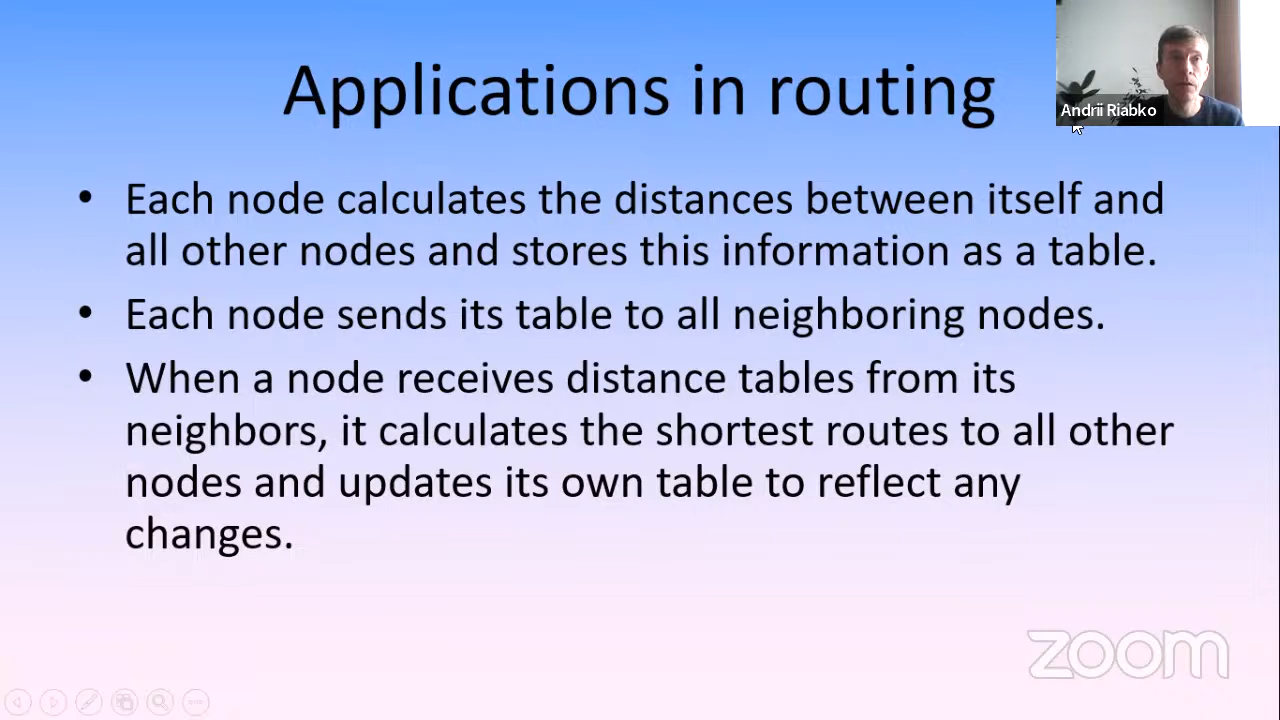 Applications in routing
Andrii Riabko
• Each node calculates the distances between itself and
all other nodes and stores this information as a table.
• Each node sends its table to all neighboring nodes.
• When a node receives distance tables from its
neighbors, it calculates the shortest routes to all other
nodes and updates its own table to reflect any
changes.
zoom